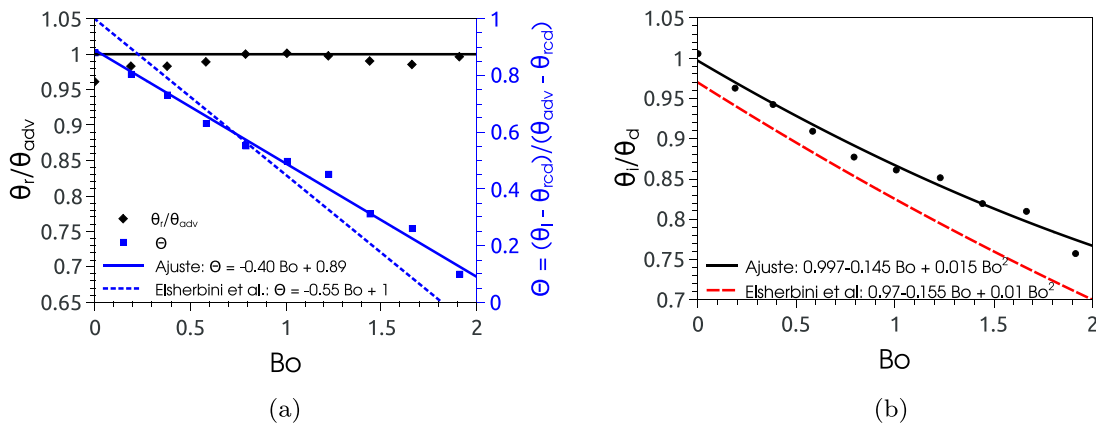 1.05
1
0.95
0.9
0.85
0.8
0.75
0.7
0.65
θr/θadv
0
0.5
1
1.5
2
Bo
1
0.8
0.6
0.4
0.2
0
Θ = (θl - θrcd)/(θadv - θrcd)
θr/θadv
Θ
Ajuste: Θ = -0.40 Bo + 0.89
Elsherbini et al.: Θ = -0.55 Bo + 1
(a)
1.05
1
0.95
0.9
0.85
0.8
0.75
0.7
θi/θd
0
0.5
1
1.5
2
Bo
Ajuste: 0.997-0.145 Bo + 0.015 Bo²
Elsherbini et al: 0.97-0.155 Bo + 0.01 Bo²
(b)